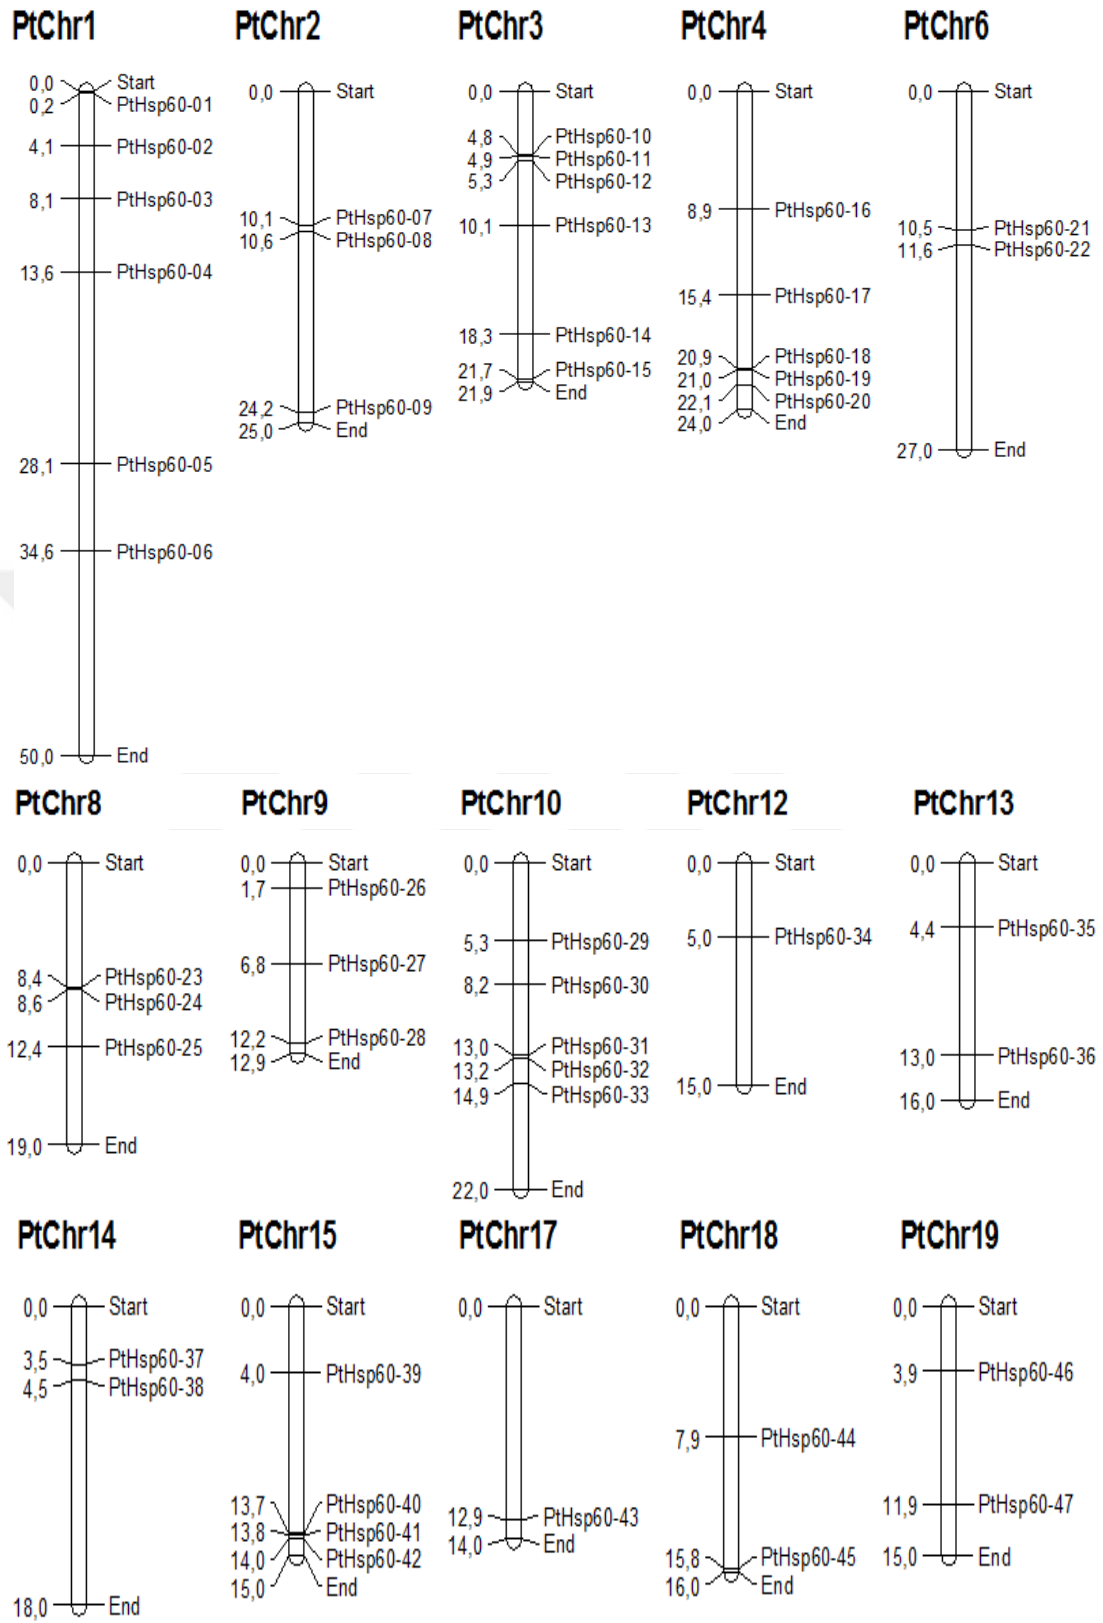 PtChr1 PtChr2 PtChr3 PtChr4 PtChr6
0,0 Start
0,2 PtHsp60-01
4,1 PtHsp60-02
8,1 PtHsp60-03
13,6 PtHsp60-04
28,1 PtHsp60-05
34,6 PtHsp60-06
50,0 End
0,0 Start
10,1 PtHsp60-07
10,6 PtHsp60-08
24,2 PtHsp60-09
25,0 End
0,0 Start
4,8 PtHsp60-10
4,9 PtHsp60-11
5,3 PtHsp60-12
10,1 PtHsp60-13
18,3 PtHsp60-14
21,7 PtHsp60-15
21,9 End
0,0 Start
8,9 PtHsp60-16
15,4 PtHsp60-17
20,9 PtHsp60-18
21,0 PtHsp60-19
22,1 PtHsp60-20
24,0 End
0,0 Start
10,5 PtHsp60-21
11,6 PtHsp60-22
27,0 End
PtChr8 PtChr9 PtChr10 PtChr12 PtChr13
0,0 Start
8,4 PtHsp60-23
8,6 PtHsp60-24
12,4 PtHsp60-25
19,0 End
0,0 Start
1,7 PtHsp60-26
6,8 PtHsp60-27
12,2 PtHsp60-28
12,9 End
0,0 Start
5,3 PtHsp60-29
8,2 PtHsp60-30
13,0 PtHsp60-31
13,2 PtHsp60-32
14,9 PtHsp60-33
22,0 End
0,0 Start
5,0 PtHsp60-34
15,0 End
0,0 Start
4,4 PtHsp60-35
13,0 PtHsp60-36
16,0 End
PtChr14 PtChr15 PtChr17 PtChr18 PtChr19
0,0 Start
3,5 PtHsp60-37
4,5 PtHsp60-38
18,0 End
0,0 Start
4,0 PtHsp60-39
13,7 PtHsp60-40
13,8 PtHsp60-41
14,0 PtHsp60-42
15,0 End
0,0 Start
12,9 PtHsp60-43
14,0 End
0,0 Start
7,9 PtHsp60-44
15,8 PtHsp60-45
16,0 End
0,0 Start
3,9 PtHsp60-46
11,9 PtHsp60-47
15,0 End